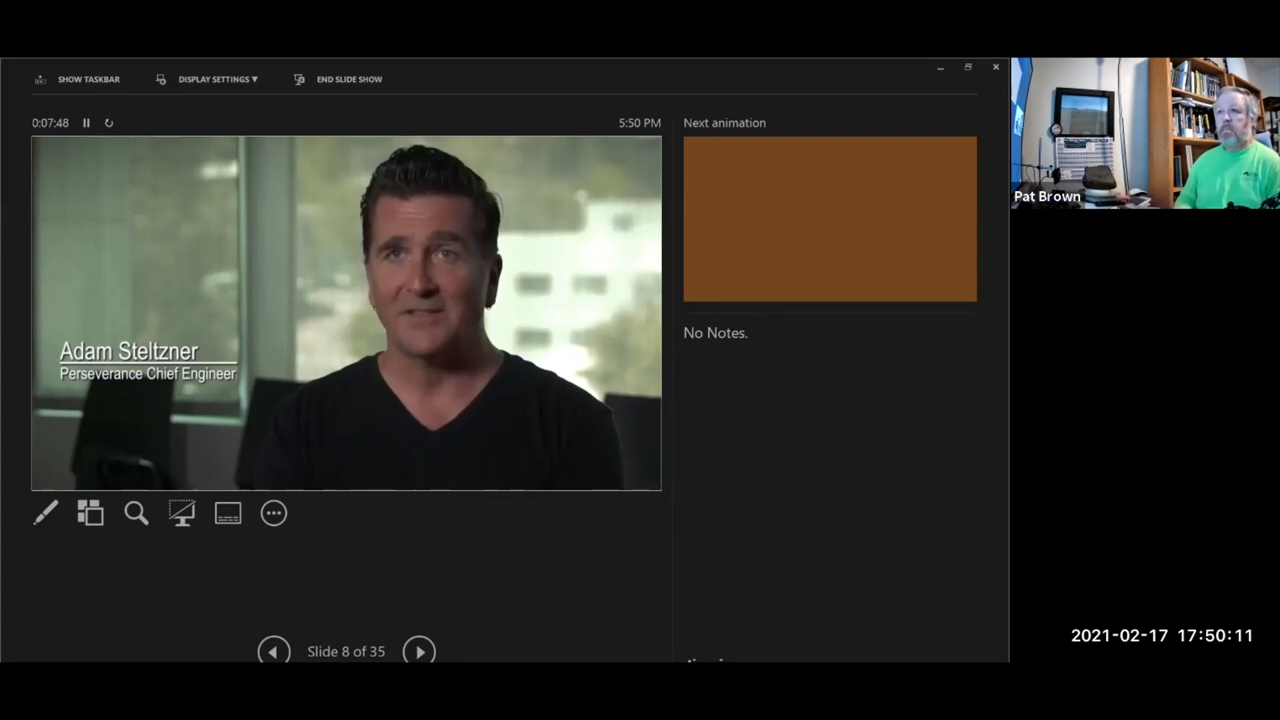 SHOW TASKBAR
DISPLAY SETTINGS ▼
END SLIDE SHOW
0:07:48
5:50 PM
Next animation
Adam Steltzner
Perseverance Chief Engineer
No Notes.
Slide 8 of 35
Pat Brown
2021-02-17 17:50:11